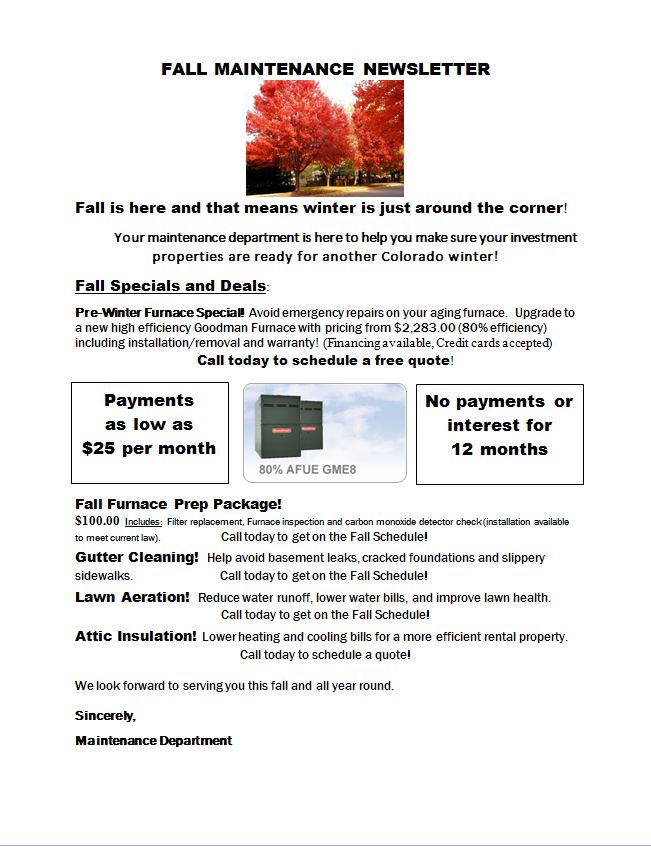 FALL MAINTENANCE NEWSLETTER
Fall is here and that means winter is just around the corner!
Your maintenance department is here to help you make sure your investment
properties are ready for another Colorado winter!
Fall Specials and Deals:
Pre-Winter Furnace Special! Avoid emergency repairs on your aging furnace. Upgrade to
a new high efficiency Goodman Furnace with pricing from $2,283.00 (80% efficiency)
including installation/removal and warranty! (Financing available, Credit cards accepted)
Call today to schedule a free quote!
Payments
as low as
$25 per month
80% AFUE GME8
No payments or
interest for
12 months
Fall Furnace Prep Package!
$100.00 Includes: Filter replacement, Furnace inspection and carbon monoxide detector check (installation available
to meet current law). Call today to get on the Fall Schedule!
Gutter Cleaning! Help avoid basement leaks, cracked foundations and slippery
sidewalks. Call today to get on the Fall Schedule!
Lawn Aeration! Reduce water runoff, lower water bills, and improve lawn health.
Call today to get on the Fall Schedule!
Attic Insulation! Lower heating and cooling bills for a more efficient rental property.
Call today to schedule a quote!
We look forward to serving you this fall and all year round.
Sincerely,
Maintenance Department